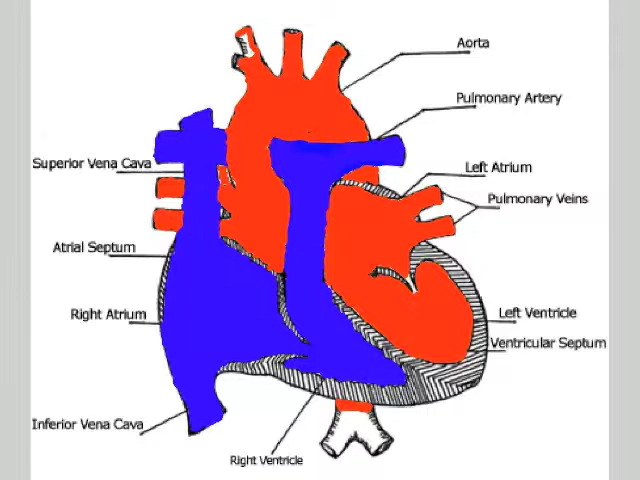 Aorta
Pulmonary Artery
Superior Vena Cava
Left Atrium
Pulmonary Veins
Atrial Septum
Right Atrium
Left Ventricle
Ventricular Septum
Inferior Vena Cava
Right Ventricle